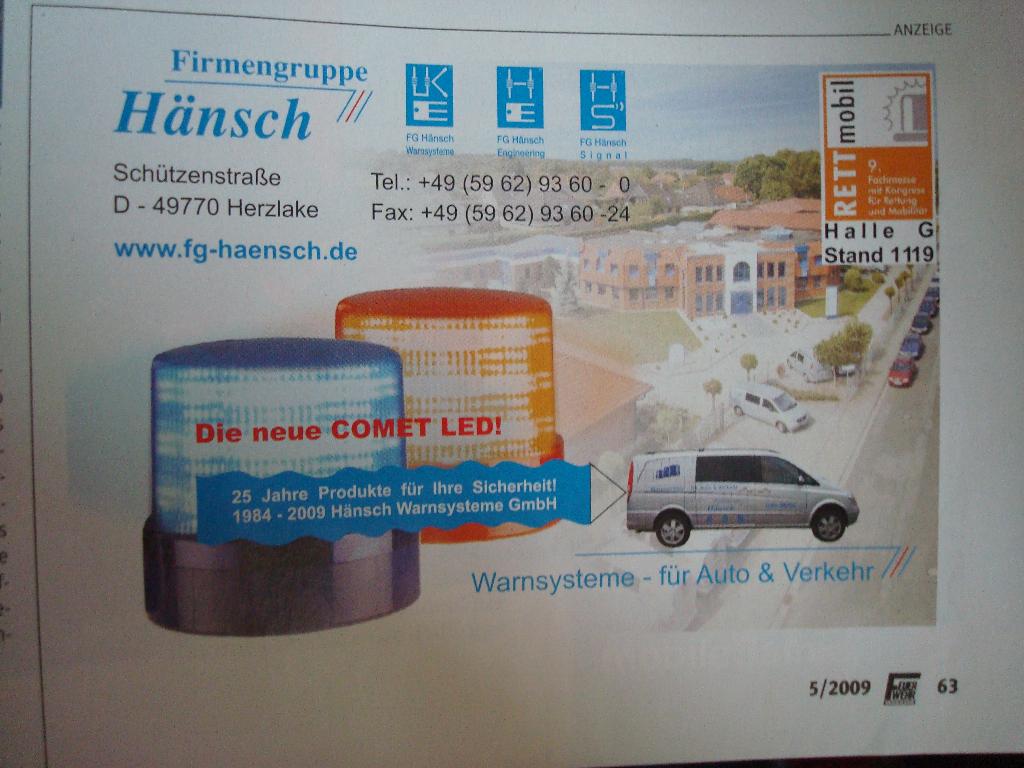 ANZEIGE
Firmengruppe
Hänsch
FG Hänsch
Warnsysteme
FG Hänsch
Engineering
FG Hänsch
Signal
Schützenstraße
D - 49770 Herzlake
Tel.: +49 (59 62) 93 60 - 0
Fax: +49 (59 62) 93 60 -24
www.fg-haensch.de
RETTmobil
9.
Fachmesse
mit Kongress
für Rettung
und Mobilität
Halle G
Stand 1119
Die neue COMET LED!
25 Jahre Produkte für Ihre Sicherheit!
1984 - 2009 Hänsch Warnsysteme GmbH
Hänsch
Warnsysteme - für Auto & Verkehr
5/2009 FEUERWEHR 63